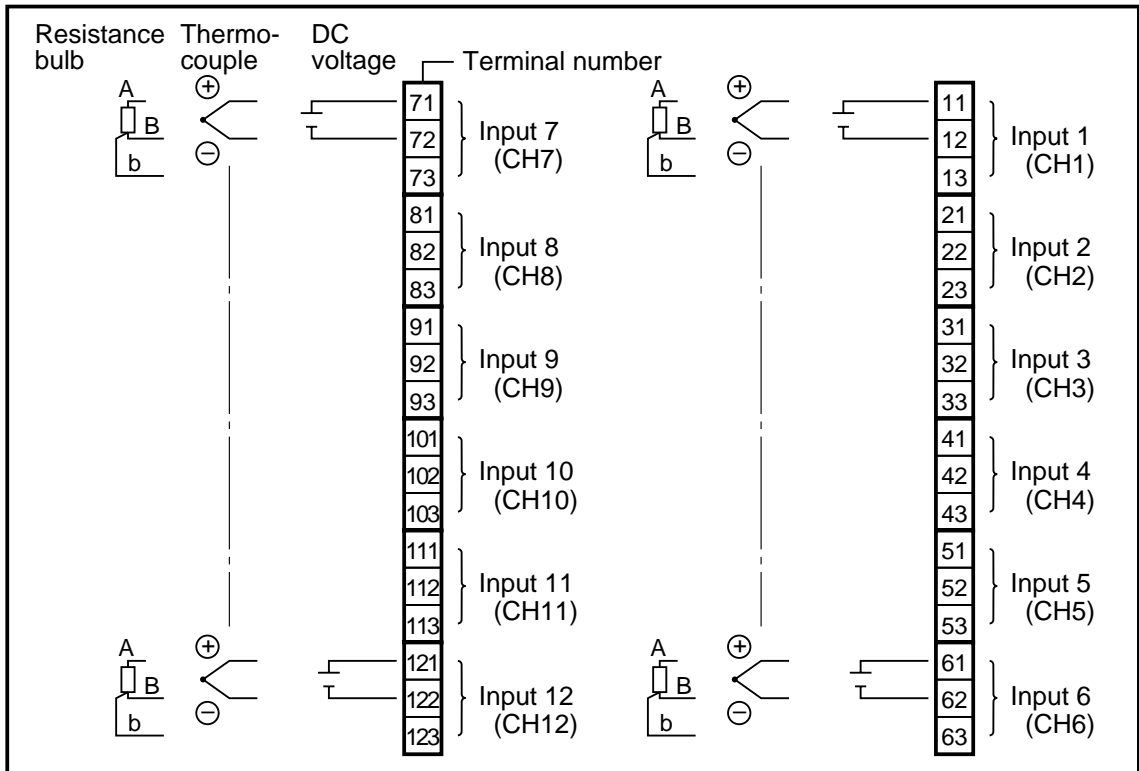 Resistance bulb
Thermo-couple
DC voltage
Terminal number
A
B
b
+
−
71
72
73
Input 7
(CH7)
81
82
83
Input 8
(CH8)
91
92
93
Input 9
(CH9)
101
102
103
Input 10
(CH10)
111
112
113
Input 11
(CH11)
A
B
b
+
−
121
122
123
Input 12
(CH12)
A
B
b
+
−
11
12
13
Input 1
(CH1)
21
22
23
Input 2
(CH2)
31
32
33
Input 3
(CH3)
41
42
43
Input 4
(CH4)
51
52
53
Input 5
(CH5)
A
B
b
+
−
61
62
63
Input 6
(CH6)